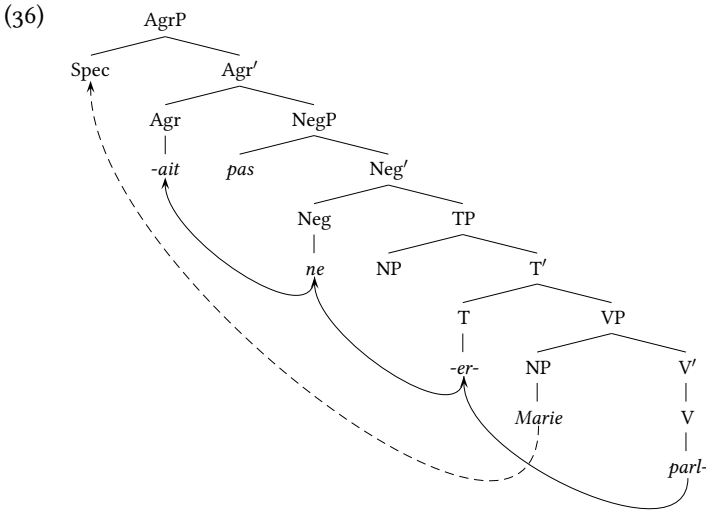 (36)
AgrP
Spec Agr′
Agr NegP
-ait pas Neg′
Neg TP
ne NP T′
T VP
-er- NP V′
Marie V
parl-